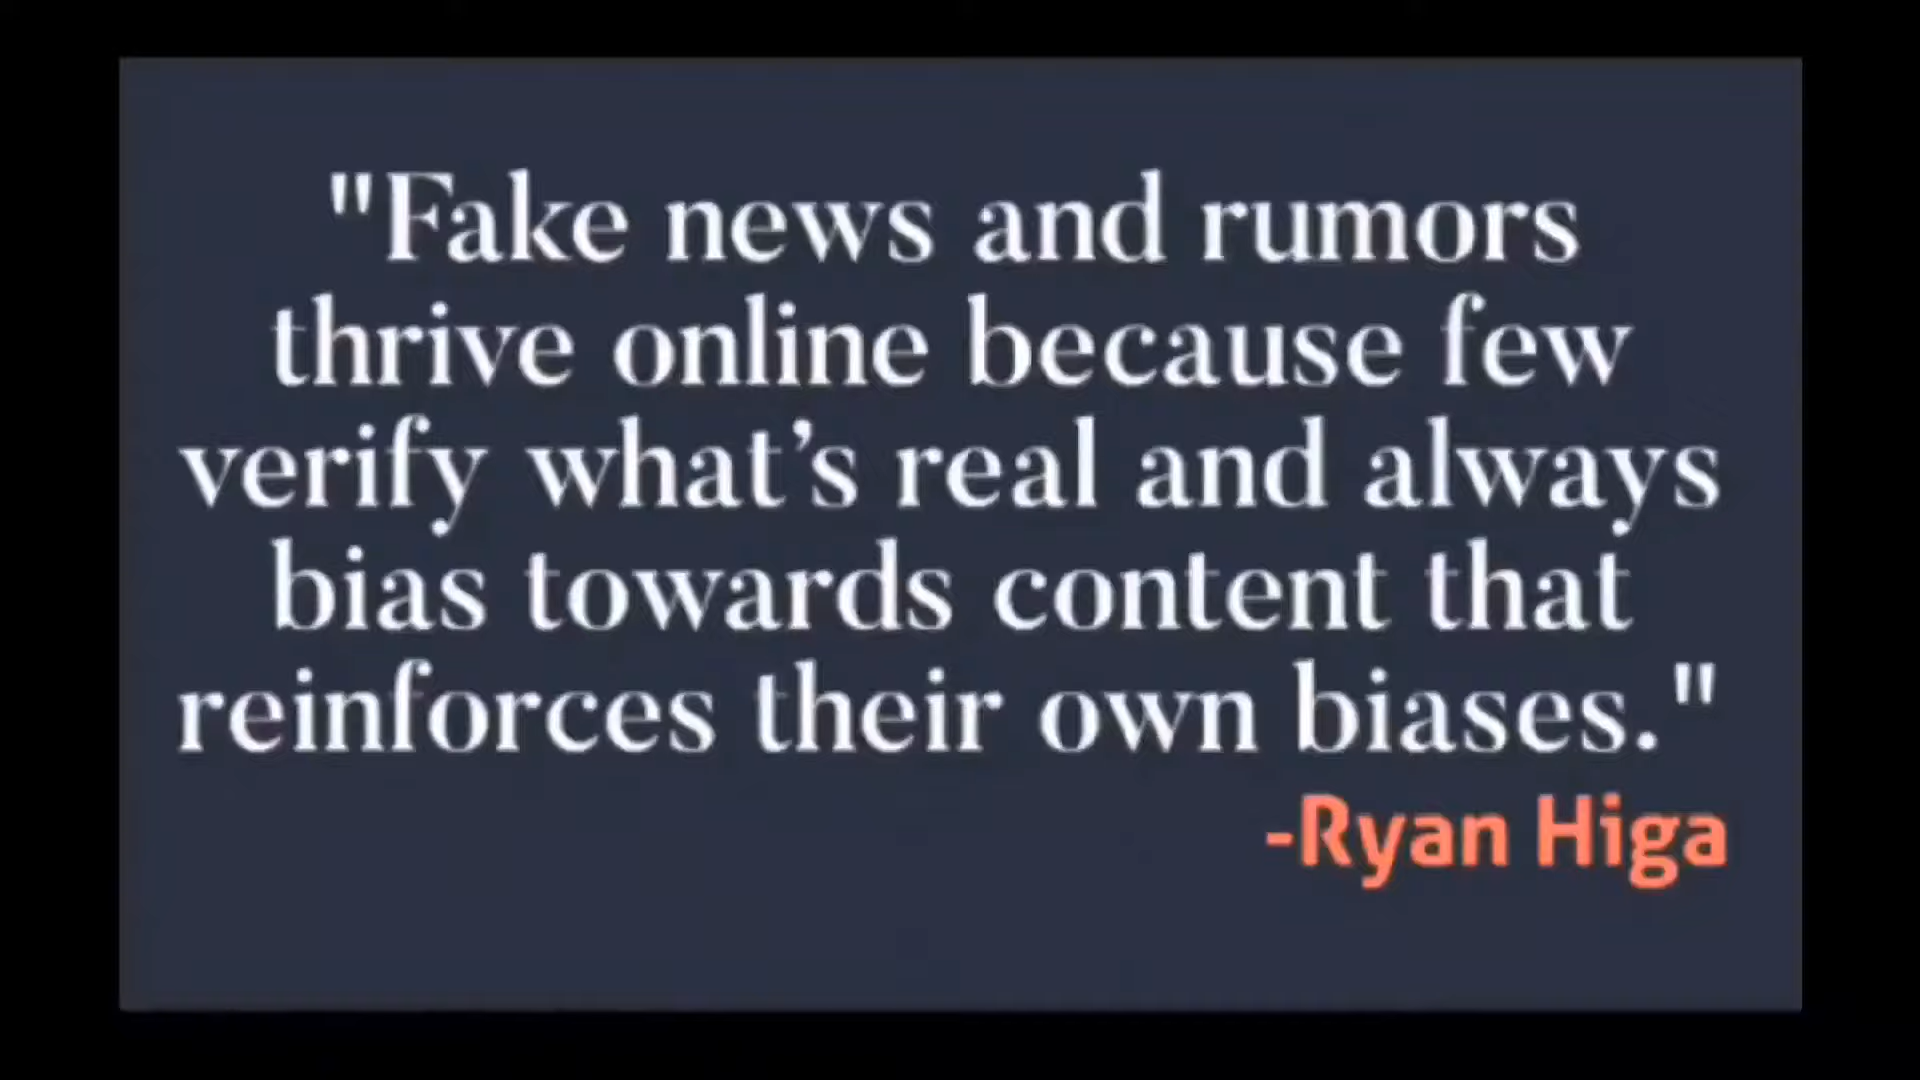 "Fake news and rumors
thrive online because few
verify what’s real and always
bias towards content that
reinforces their own biases."
-Ryan Higa